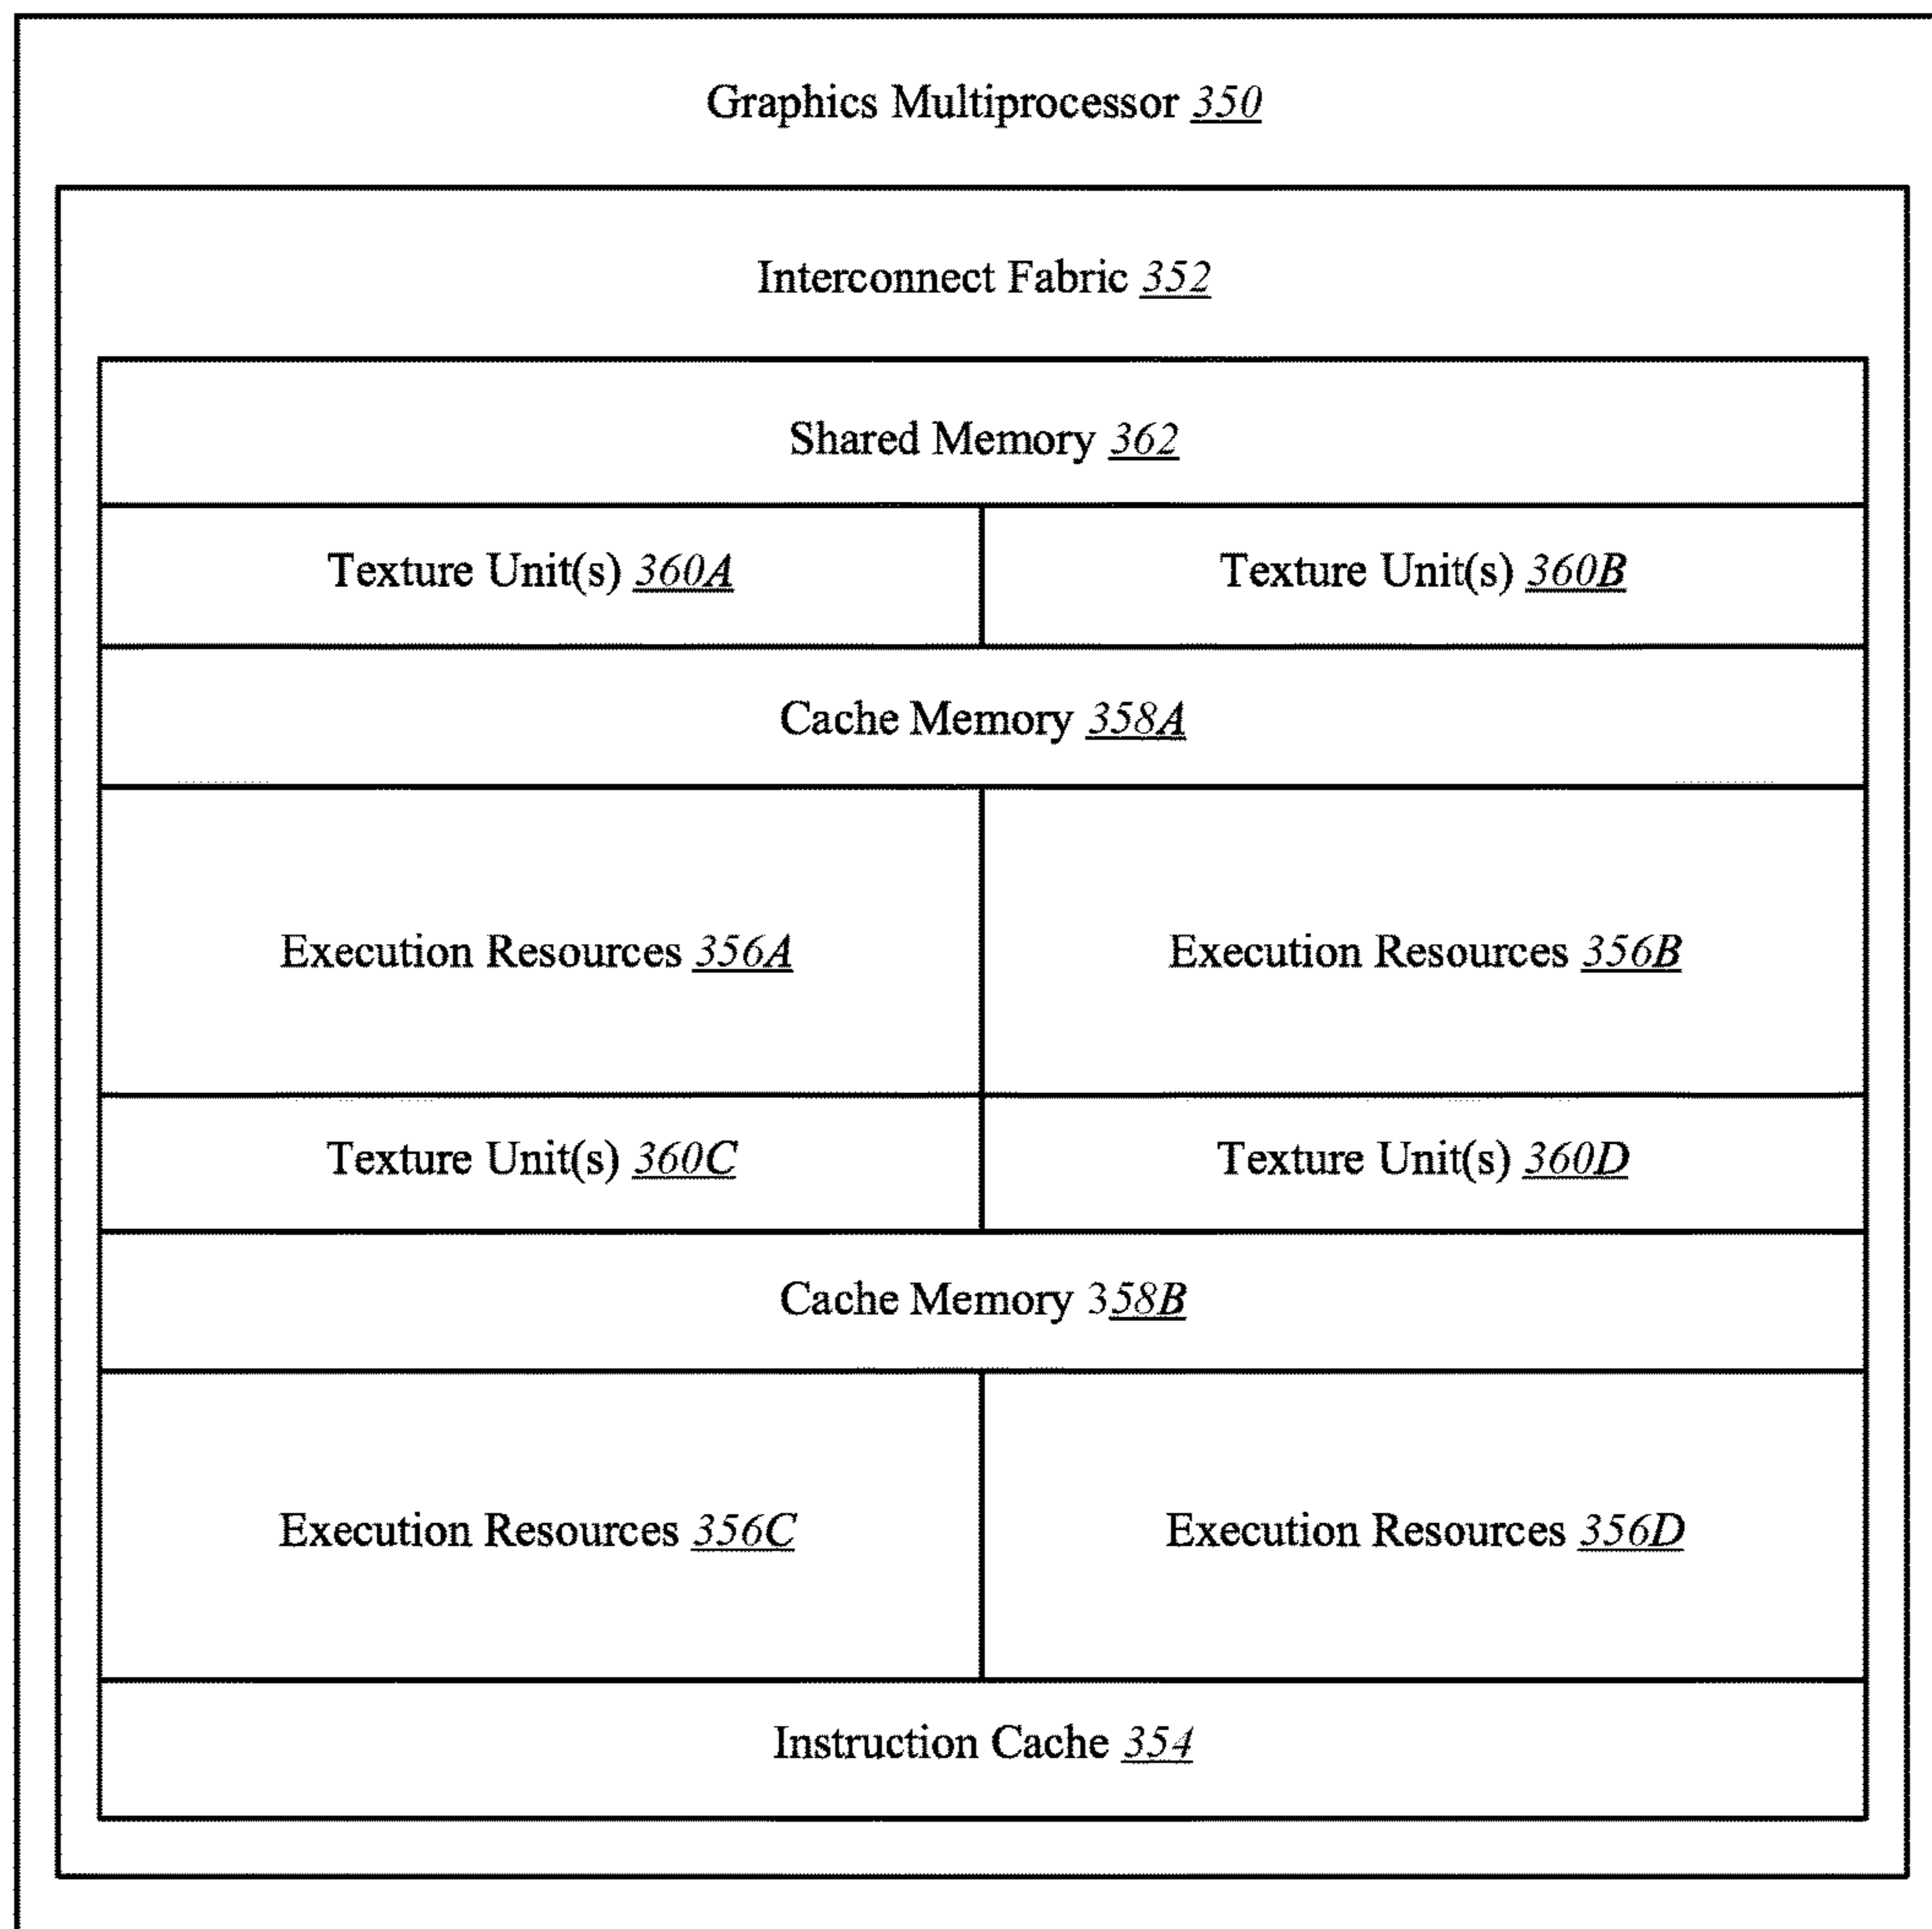 Graphics Multiprocessor 350
Interconnect Fabric 352
Shared Memory 362
Texture Unit(s) 360A
Texture Unit(s) 360B
Cache Memory 358A
Execution Resources 356A
Execution Resources 356B
Texture Unit(s) 360C
Texture Unit(s) 360D
Cache Memory 358B
Execution Resources 356C
Execution Resources 356D
Instruction Cache 354